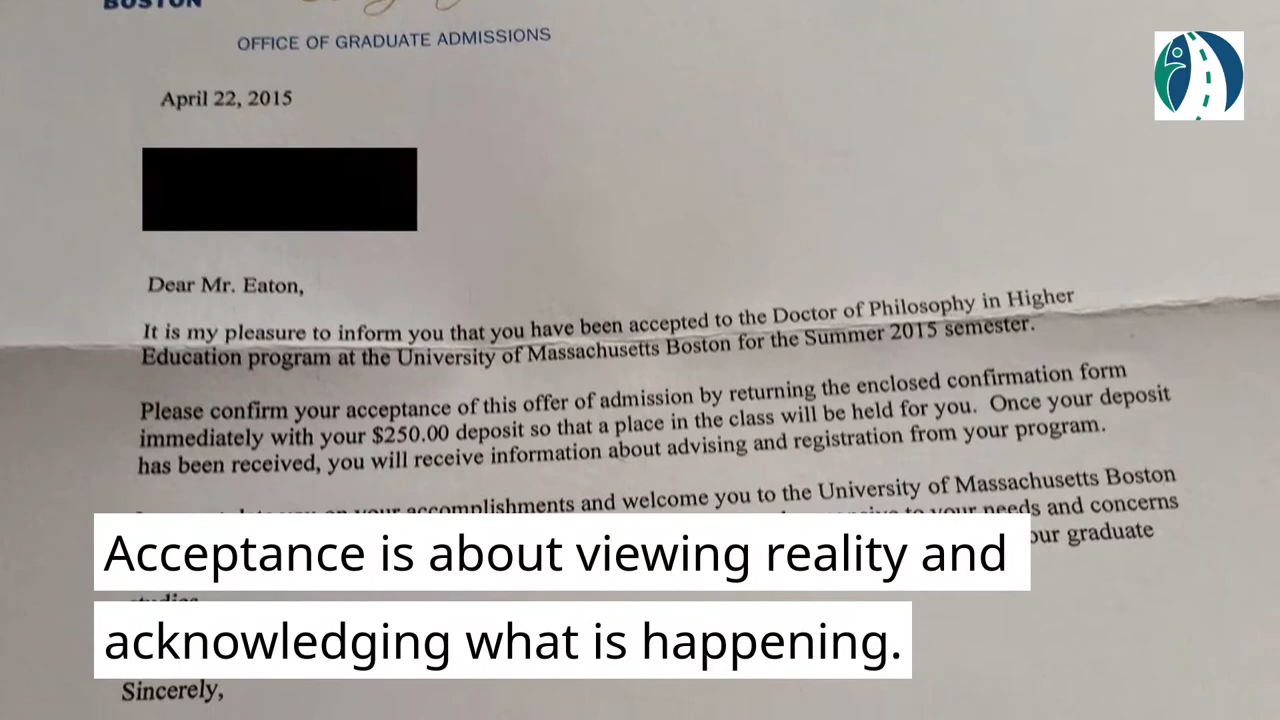 BOSTON
OFFICE OF GRADUATE ADMISSIONS
April 22, 2015
Dear Mr. Eaton,
It is my pleasure to inform you that you have been accepted to the Doctor of Philosophy in Higher
Education program at the University of Massachusetts Boston for the Summer 2015 semester.
Please confirm your acceptance of this offer of admission by returning the enclosed confirmation form
immediately with your $250.00 deposit so that a place in the class will be held for you. Once your deposit
has been received, you will receive information about advising and registration from your program.
accomplishments and welcome you to the University of Massachusetts Boston
to your needs and concerns
our graduate
Acceptance is about viewing reality and
studies.
acknowledging what is happening.
Sincerely,